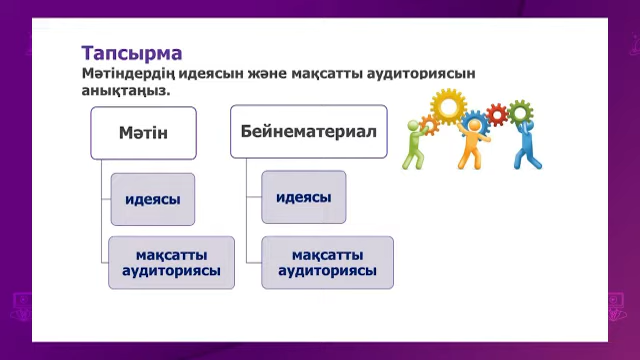 Тапсырма
Мәтіндердің идеясын және мақсатты аудиториясын
анықтаңыз.
Мәтін
идеясы
мақсатты
аудиториясы
Бейнематериал
идеясы
мақсатты
аудиториясы